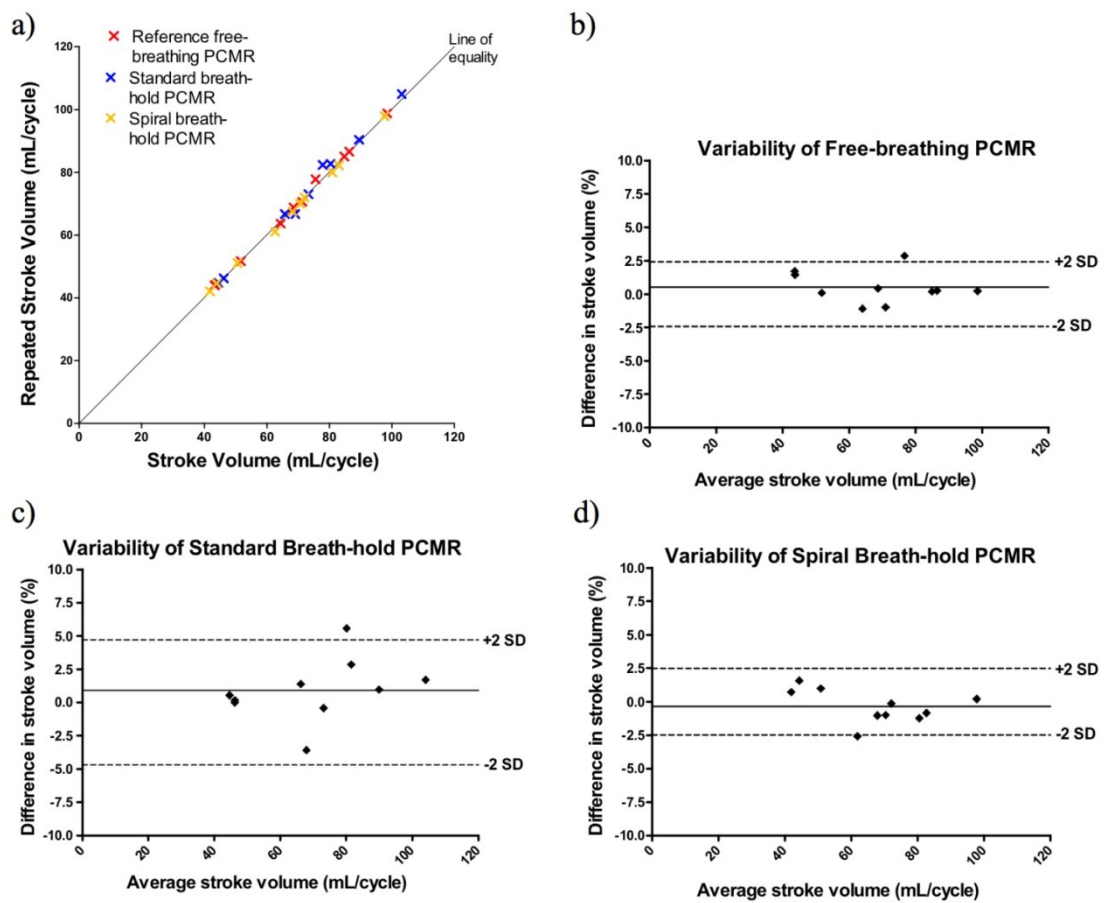 a)
Reference free-
breathing PCMR
Standard breath-
hold PCMR
Spiral breath-
hold PCMR
Line of
equality
Repeated Stroke Volume (mL/cycle)
120
100
80
60
40
20
0
0 20 40 60 80 100 120
Stroke Volume (mL/cycle)
b)
Variability of Free-breathing PCMR
Difference in stroke volume (%)
10.0
7.5
5.0
2.5
0.0
-2.5
-5.0
-7.5
-10.0
+2 SD
-2 SD
0 20 40 60 80 100 120
Average stroke volume (mL/cycle)
c)
Variability of Standard Breath-hold PCMR
Difference in stroke volume (%)
10.0
7.5
5.0
2.5
0.0
-2.5
-5.0
-7.5
-10.0
+2 SD
-2 SD
0 20 40 60 80 100 120
Average stroke volume (mL/cycle)
d)
Variability of Spiral Breath-hold PCMR
Difference in stroke volume (%)
10.0
7.5
5.0
2.5
0.0
-2.5
-5.0
-7.5
-10.0
+2 SD
-2 SD
0 20 40 60 80 100 120
Average stroke volume (mL/cycle)